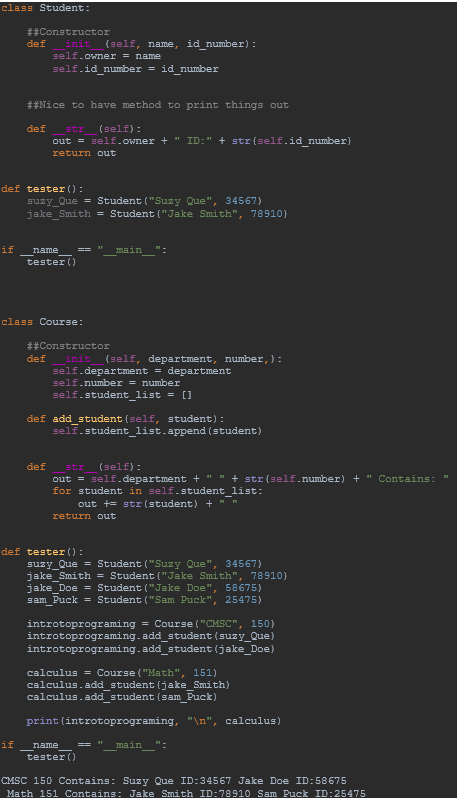 class Student:
##Constructor
def __init__(self, name, id_number):
self.owner = name
self.id_number = id_number
##Nice to have method to print things out
def __str__(self):
out = self.owner + " ID:" + str(self.id_number)
return out
def tester():
suzy_Que = Student("Suzy Que", 34567)
jake_Smith = Student("Jake Smith", 78910)
if __name__ == "__main__":
tester()
class Course:
##Constructor
def __init__(self, department, number,):
self.department = department
self.number = number
self.student_list = []
def add_student(self, student):
self.student_list.append(student)
def __str__(self):
out = self.department + " " + str(self.number) + " Contains: "
for student in self.student_list:
out += str(student) + " "
return out
def tester():
suzy_Que = Student("Suzy Que", 34567)
jake_Smith = Student("Jake Smith", 78910)
jake_Doe = Student("Jake Doe", 58675)
sam_Puck = Student("Sam Puck", 25475)
introtoprograming = Course("CMSC", 150)
introtoprograming.add_student(suzy_Que)
introtoprograming.add_student(jake_Doe)
calculus = Course("Math", 151)
calculus.add_student(jake_Smith)
calculus.add_student(sam_Puck)
print(introtoprograming, "\n", calculus)
if __name__ == "__main__":
tester()
CMSC 150 Contains: Suzy Que ID:34567 Jake Doe ID:58675
Math 151 Contains: Jake Smith ID:78910 Sam Puck ID:25475